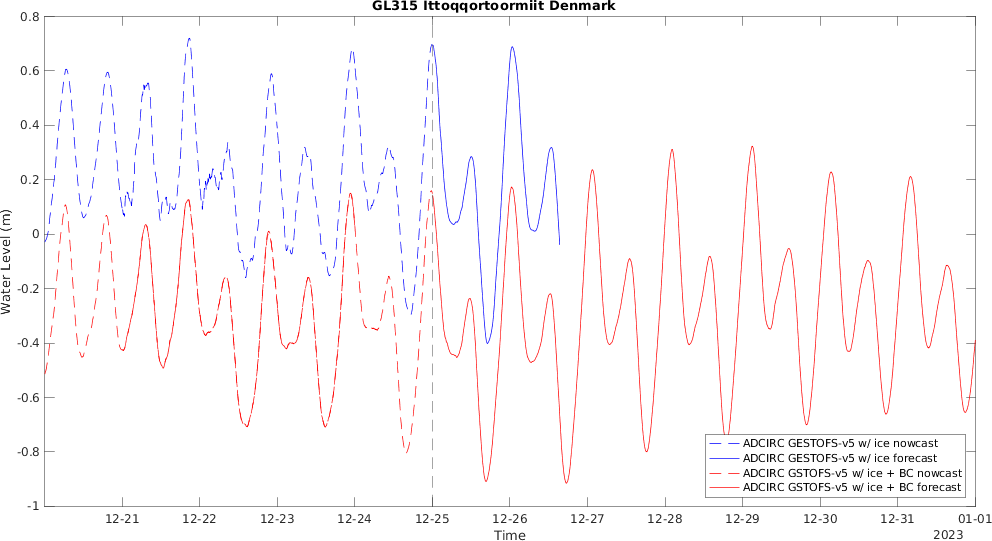 GL315 Ittoqqortoormiit Denmark
0.8
0.6
0.4
0.2
0
-0.2
-0.4
-0.6
-0.8
-1
Water Level (m)
ADCIRC GESTOFS-v5 w/ ice nowcast
ADCIRC GESTOFS-v5 w/ ice forecast
ADCIRC GSTOFS-v5 w/ ice + BC nowcast
ADCIRC GSTOFS-v5 w/ ice + BC forecast
12-21 12-22 12-23 12-24 12-25 12-26 12-27 12-28 12-29 12-30 12-31 01-01
Time
2023